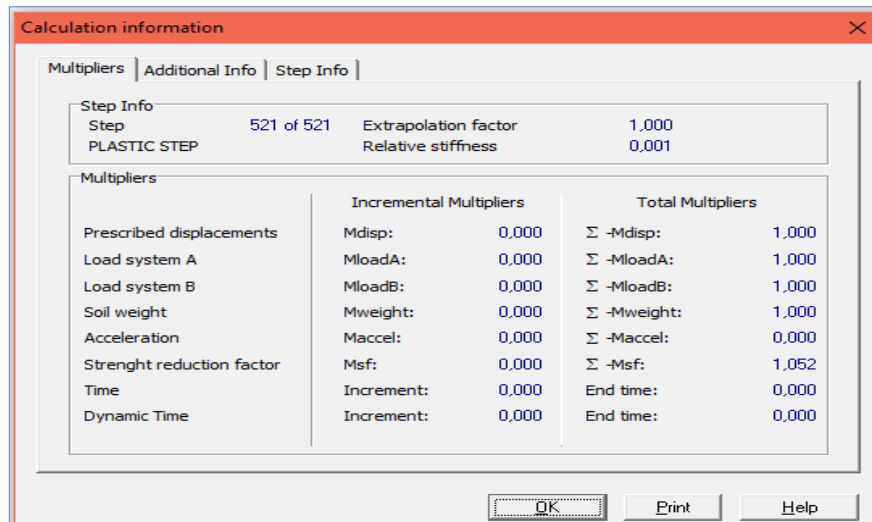 Calculation information
Multipliers Additional Info Step Info
Step Info
Step 521 of 521 Extrapolation factor 1,000
PLASTIC STEP Relative stiffness 0,001
Multipliers
Incremental Multipliers Total Multipliers
Prescribed displacements Mdisp: 0,000 Σ -Mdisp: 1,000
Load system A MloadA: 0,000 Σ -MloadA: 1,000
Load system B MloadB: 0,000 Σ -MloadB: 1,000
Soil weight Mweight: 0,000 Σ -Mweight: 1,000
Acceleration Maccel: 0,000 Σ -Maccel: 0,000
Strenght reduction factor Msf: 0,000 Σ -Msf: 1,052
Time Increment: 0,000 End time: 0,000
Dynamic Time Increment: 0,000 End time: 0,000
OK Print Help